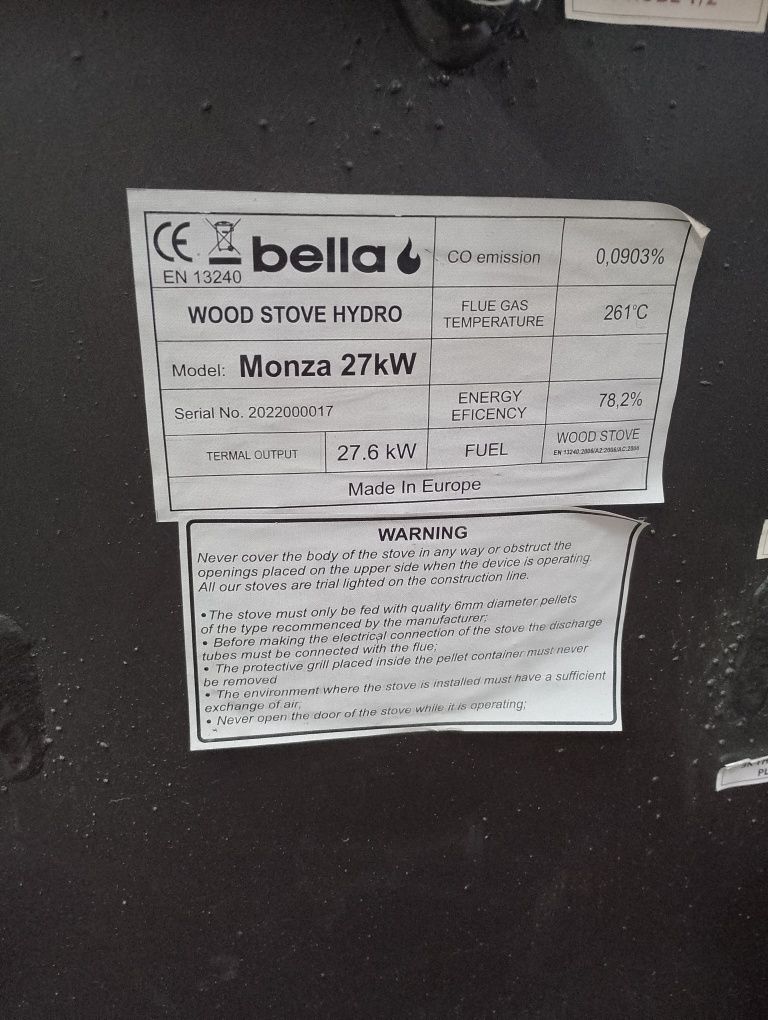 CE
EN 13240
bella
CO emission
0,0903%
WOOD STOVE HYDRO
FLUE GAS
TEMPERATURE
261°C
Model: Monza 27kW
Serial No. 2022000017
ENERGY
EFICENCY
78,2%
TERMAL OUTPUT
27.6 kW
FUEL
WOOD STOVE
EN 13240:2006/A2:2006/AC:2006
Made In Europe
WARNING
Never cover the body of the stove in any way or obstruct the
openings placed on the upper side when the device is operating.
All our stoves are trial lighted on the construction line.
• The stove must only be fed with quality 6mm diameter pellets
of the type recommenced by the manufacturer;
• Before making the electrical connection of the stove the discharge
tubes must be connected with the flue;
• The protective grill placed inside the pellet container must never
be removed
• The environment where the stove is installed must have a sufficient
exchange of air;
• Never open the door of the stove while it is operating;